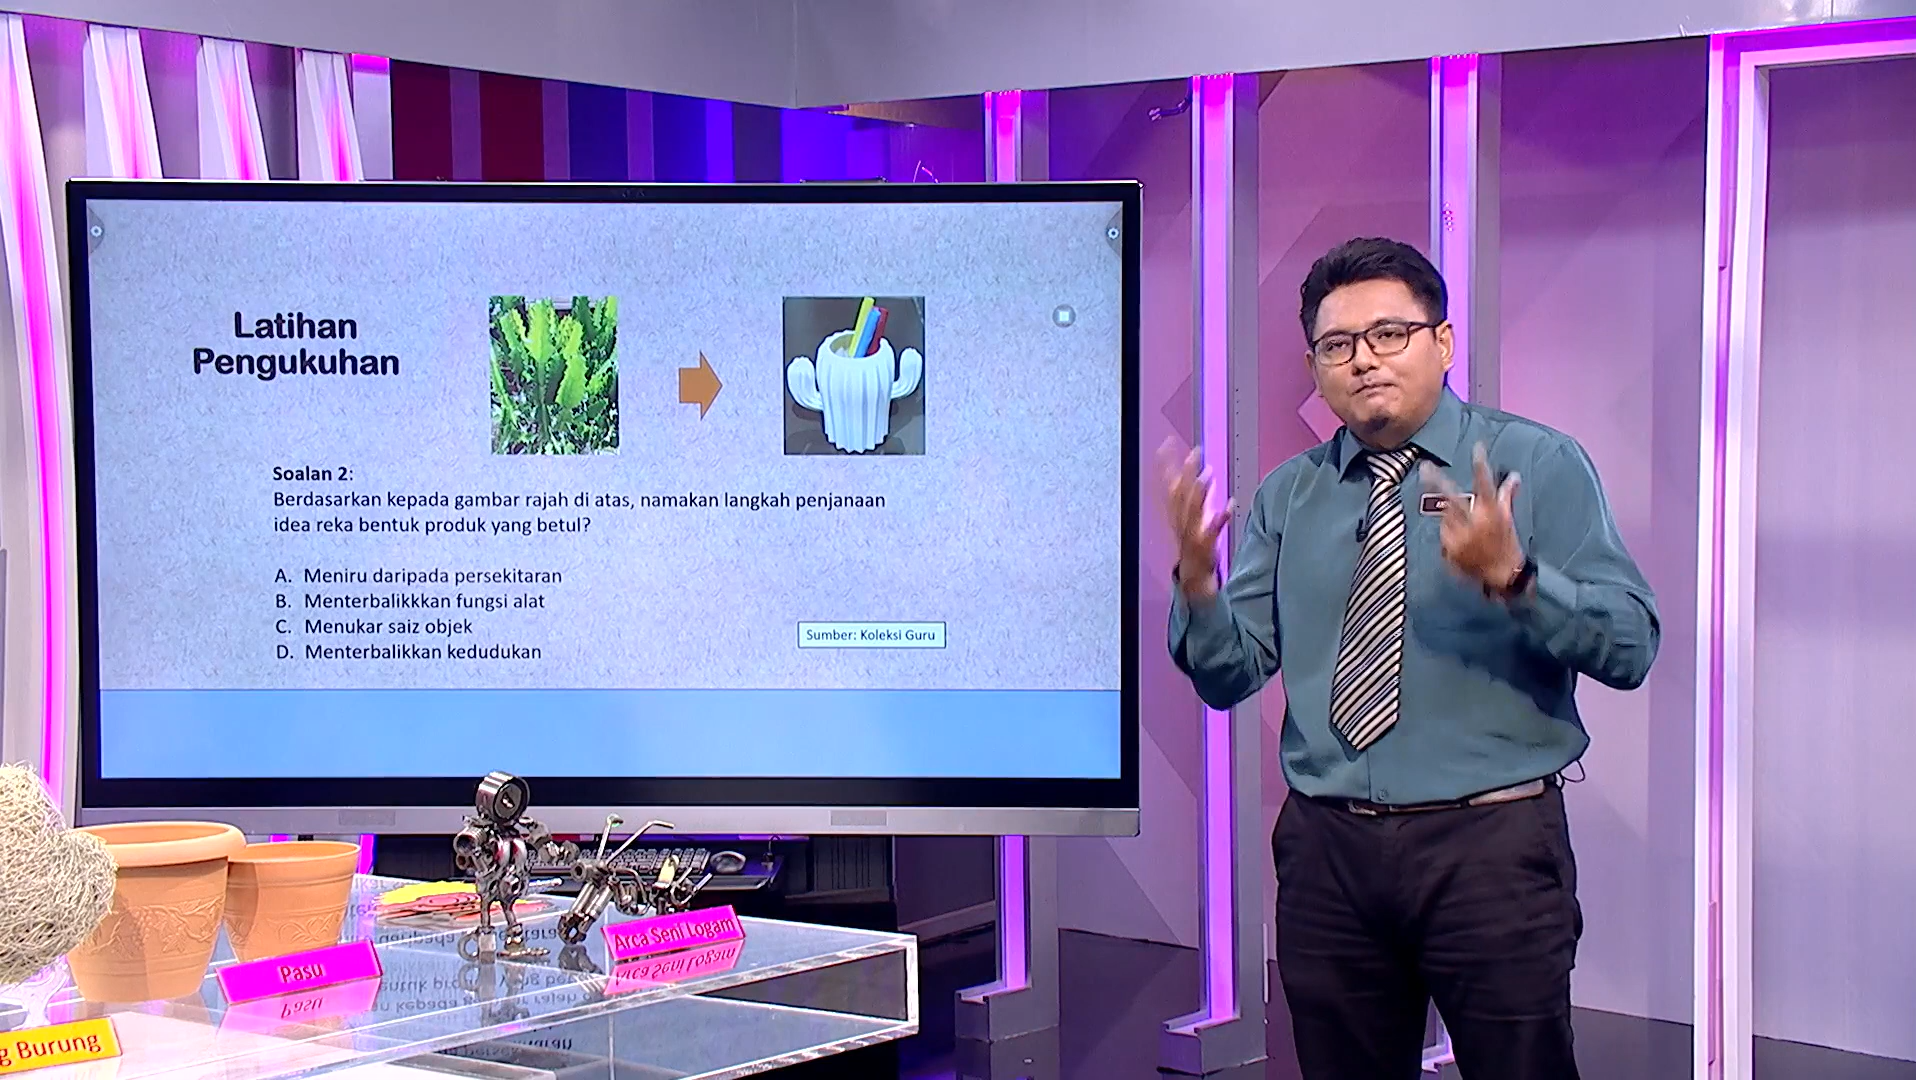 Latihan
Pengukuhan
Soalan 2:
Berdasarkan kepada gambar rajah di atas, namakan langkah penjanaan
idea reka bentuk produk yang betul?
A. Meniru daripada persekitaran
B. Menterbalikkkan fungsi alat
C. Menukar saiz objek
D. Menterbalikkan kedudukan
Sumber: Koleksi Guru
Arca Seni Logam
Pasu
g Burung